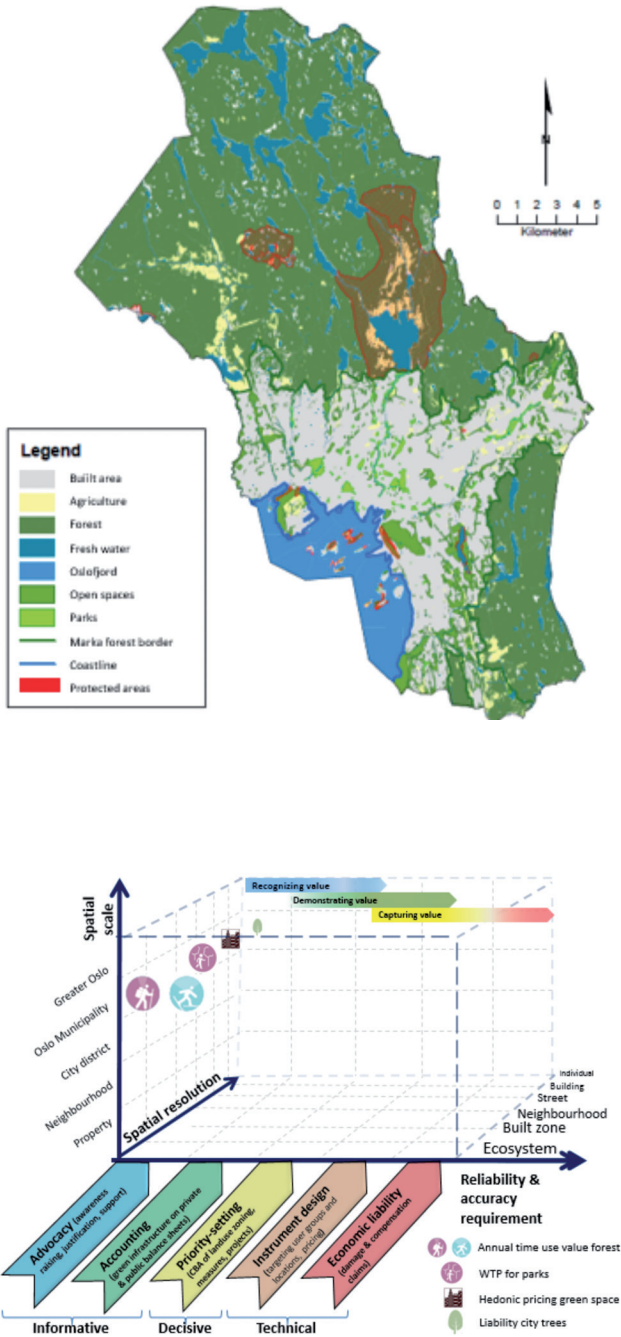 N
0 1 2 3 4 5
Kilometer
Legend
Built area
Agriculture
Forest
Fresh water
Oslofjord
Open spaces
Parks
Marka forest border
Coastline
Protected areas
Spatial
scale
Recognizing value
Demonstrating value
Capturing value
Greater Oslo
Oslo Municipality
City district
Neighbourhood
Property
Spatial resolution
Individual
Building
Street
Neighbourhood
Built zone
Ecosystem
Reliability &
accuracy
requirement
Advocacy (awareness
raising, justification, support)
Accounting
(green infrastructure on private
& public balance sheets)
Priority-setting
(CBA of landuse zoning,
measures, projects)
Instrument design
(targeting user groups and
locations, pricing)
Economic liability
(damage & compensation
claims)
Informative
Decisive
Technical
Annual time use value forest
WTP for parks
Hedonic pricing green space
Liability city trees